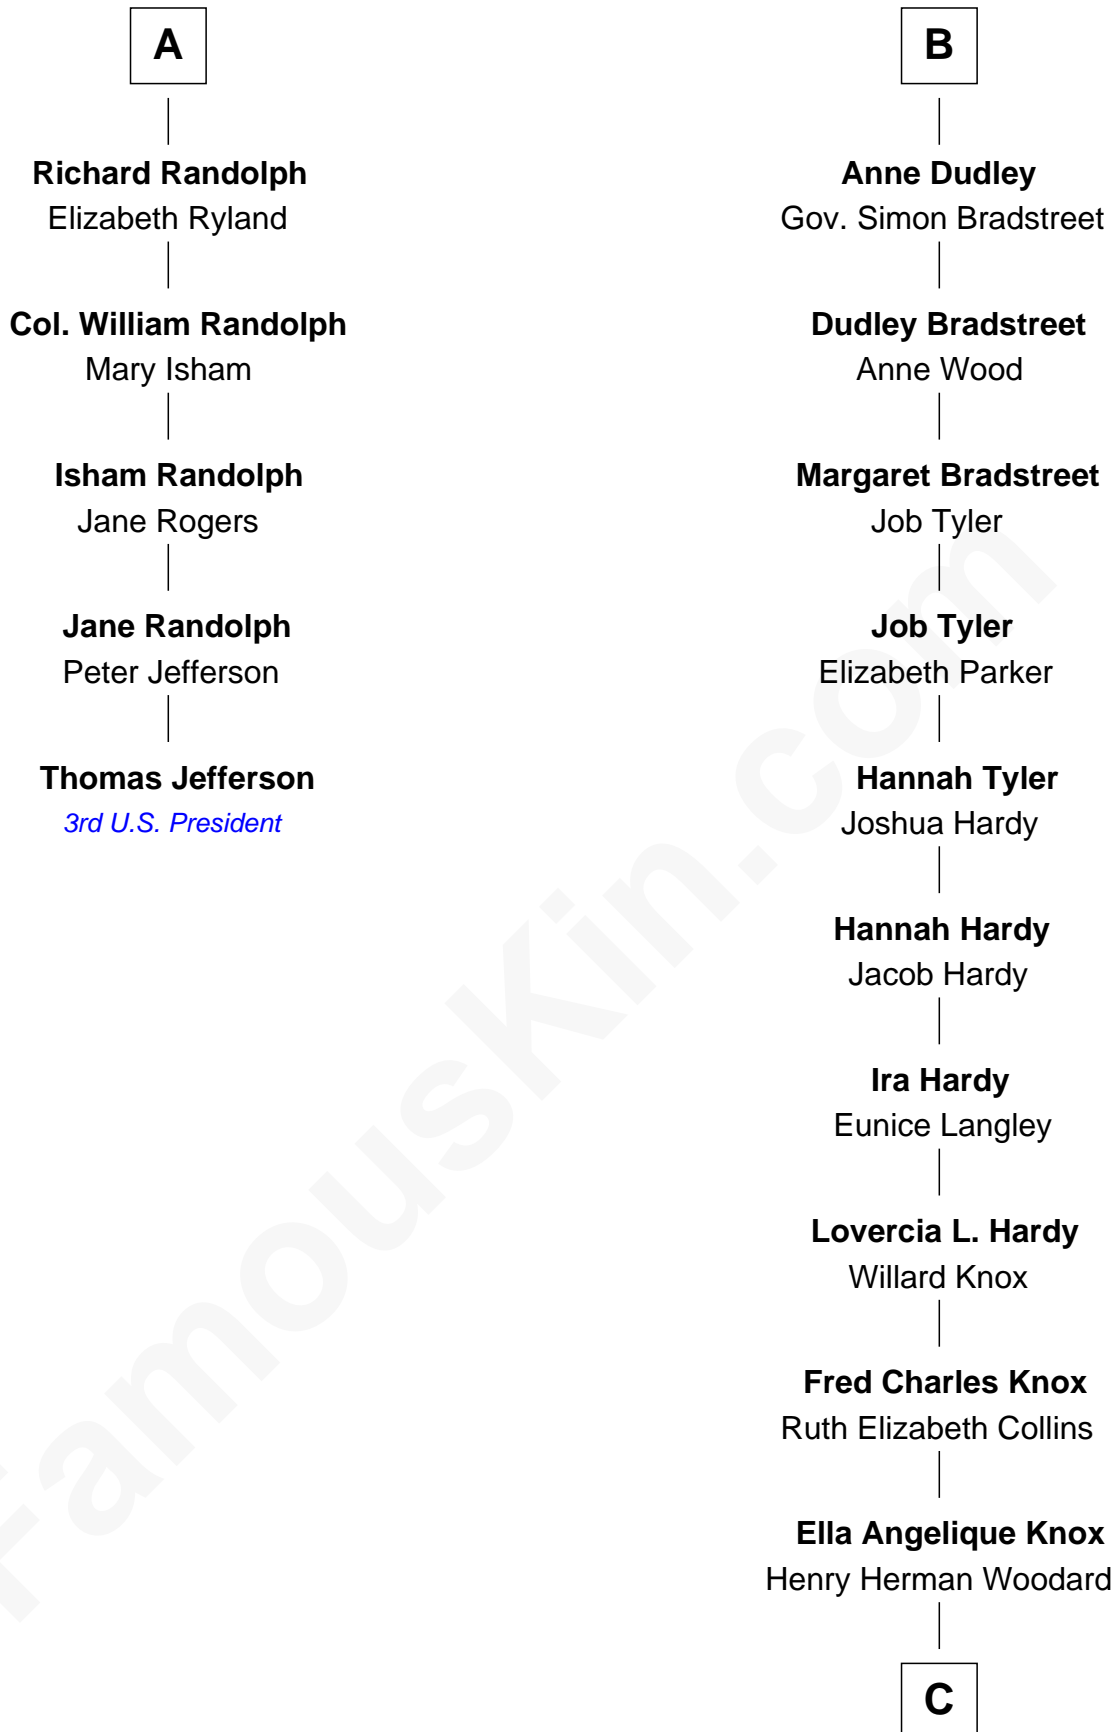 A
Richard Randolph
Elizabeth Ryland
Col. William Randolph
Mary Isham
Isham Randolph
Jane Rogers
Jane Randolph
Peter Jefferson
Thomas Jefferson
3rd U.S. President
B
Anne Dudley
Gov. Simon Bradstreet
Dudley Bradstreet
Anne Wood
Margaret Bradstreet
Job Tyler
Job Tyler
Elizabeth Parker
Hannah Tyler
Joshua Hardy
Hannah Hardy
Jacob Hardy
Ira Hardy
Eunice Langley
Lovercia L. Hardy
Willard Knox
Fred Charles Knox
Ruth Elizabeth Collins
Ella Angelique Knox
Henry Herman Woodard
C
FamousKin.com